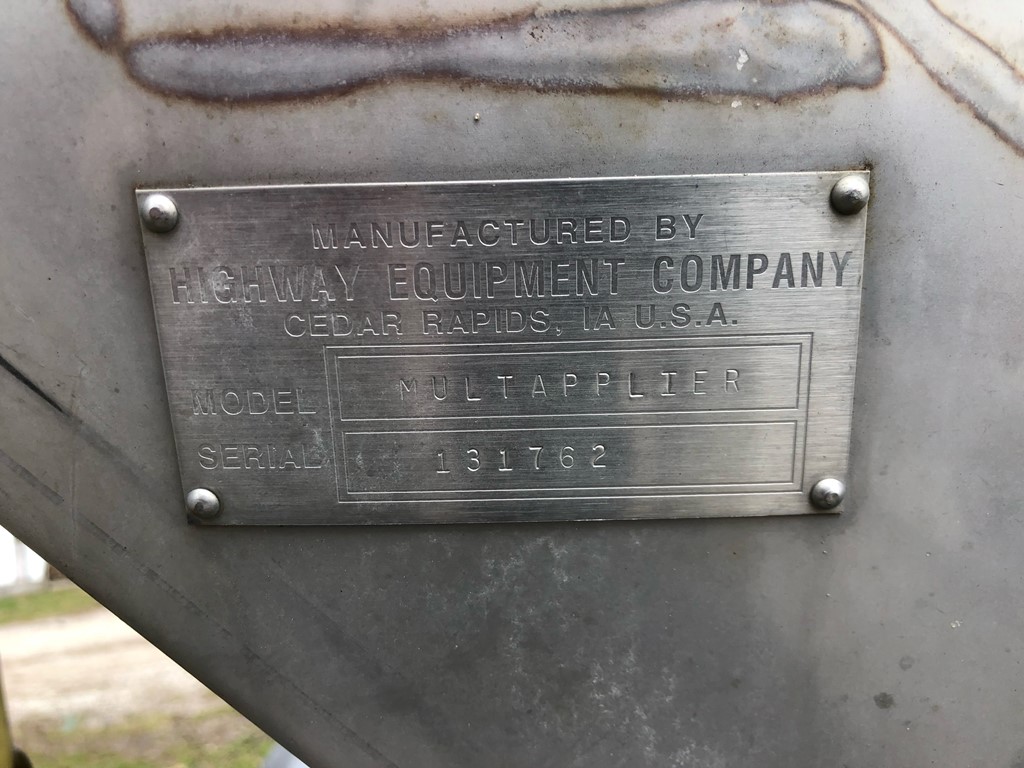 MANUFACTURED BY
HIGHWAY EQUIPMENT COMPANY
CEDAR RAPIDS, IA U.S.A.
MODEL MULTAPPLIER
SERIAL 131762